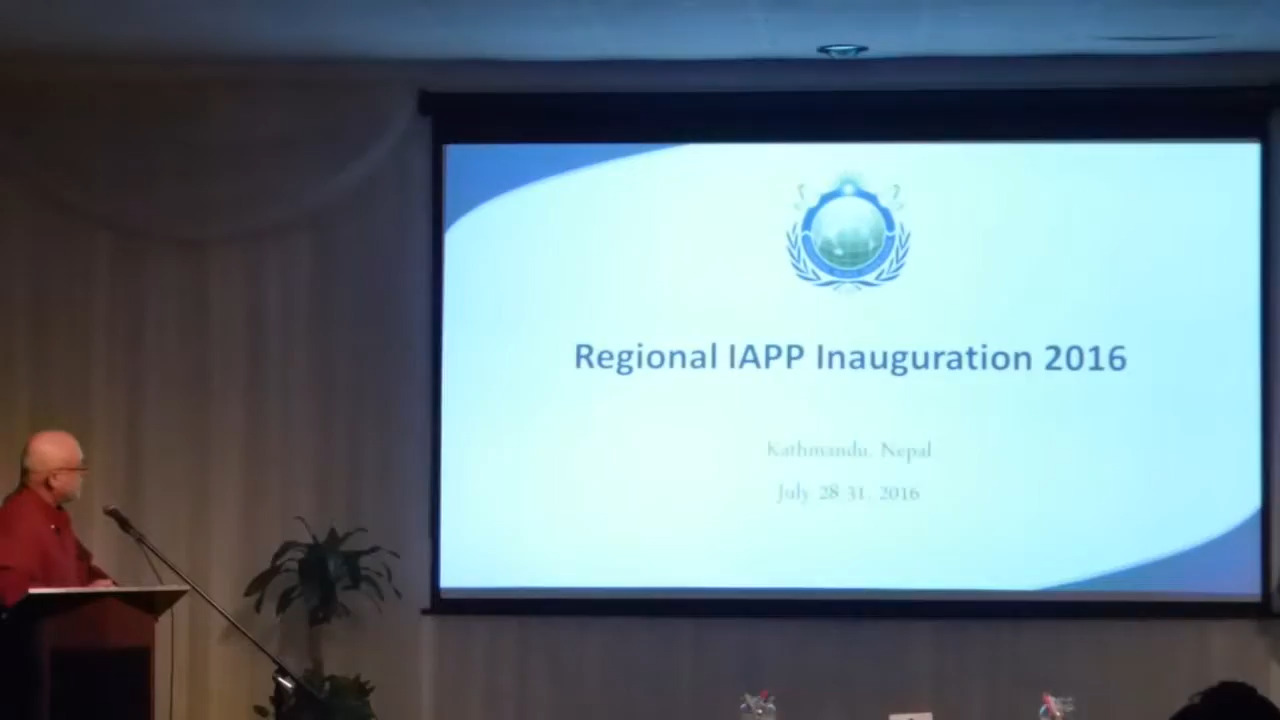 Regional IAPP Inauguration 2016
Kathmandu, Nepal
July 28-31, 2016